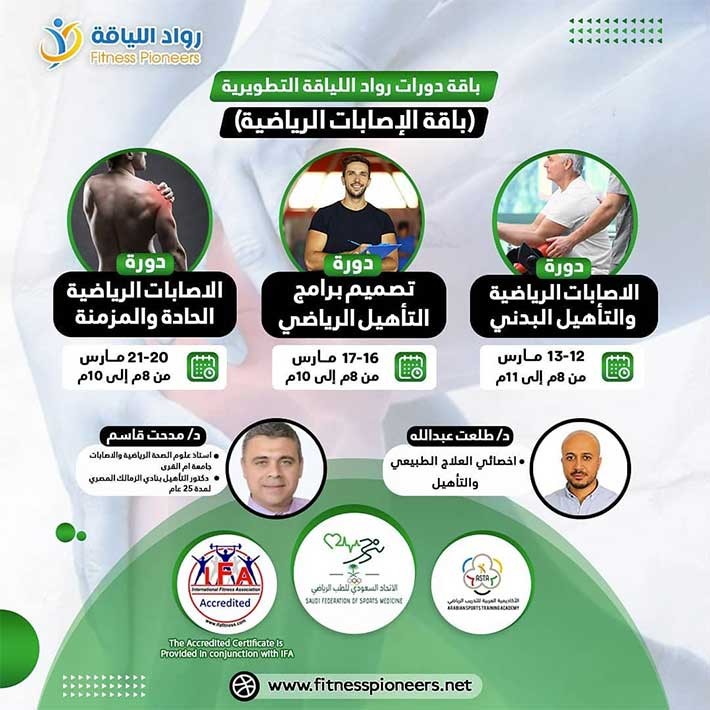 رواد اللياقة
Fitness Pioneers
باقة دورات رواد اللياقة التطويرية
(باقة الإصابات الرياضية)
دورة
الاصابات الرياضية
والتأهيل البدني
12-13 مارس
من 8م إلى 11م
دورة
تصميم برامج
التأهيل الرياضي
16-17 مارس
من 8م إلى 10م
دورة
الاصابات الرياضية
الحادة والمزمنة
20-21 مارس
من 8م إلى 10م
د/ طلعت عبدالله
اخصائي العلاج الطبيعي
والتأهيل
د/ مدحت قاسم
استاذ علوم الصحة الرياضية والاصابات
جامعة ام القرى
دكتور التأهيل بنادي الزمالك المصري
لمدة 25 عام
IFA
International Fitness Association
Accredited
www.ifafitness.com
The Accredited Certificate is
Provided in conjunction with IFA
الاتحاد السعودي للطب الرياضي
SAUDI FEDERATION OF SPORTS MEDICINE
ASTA
الأكاديمية العربية للتدريب الرياضي
ARABIAN SPORTS TRAINING ACADEMY
www.fitnesspioneers.net